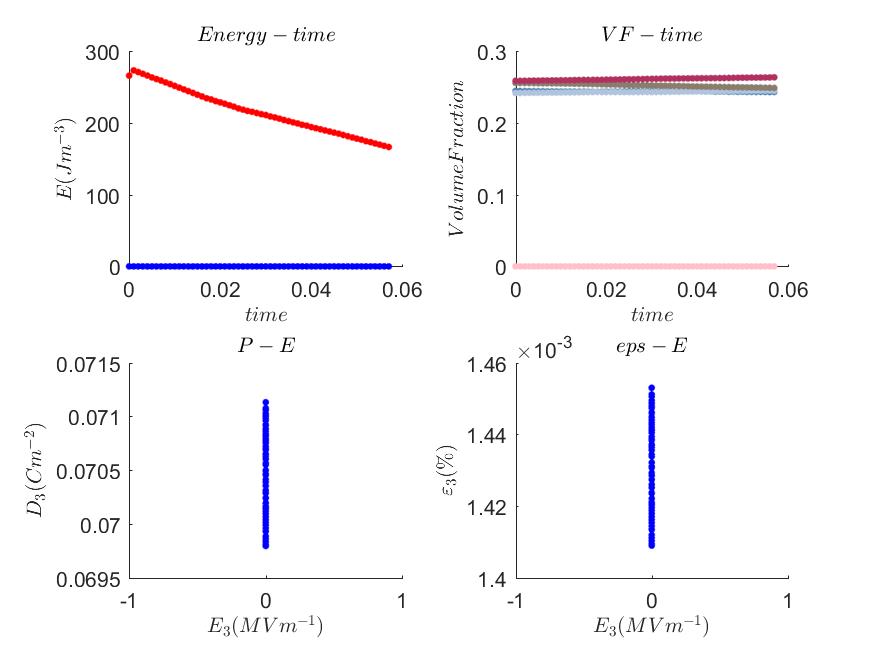 Energy − time
300
200
100
0
E(Jm⁻³)
0 0.02 0.04 0.06
time
VF − time
0.3
0.2
0.1
0
VolumeFraction
0 0.02 0.04 0.06
time
P − E
0.0715
0.071
0.0705
0.07
0.0695
D₃(Cm⁻²)
-1 0 1
E₃(MVm⁻¹)
×10⁻³
eps − E
1.46
1.44
1.42
1.4
ε₃(%)
-1 0 1
E₃(MVm⁻¹)